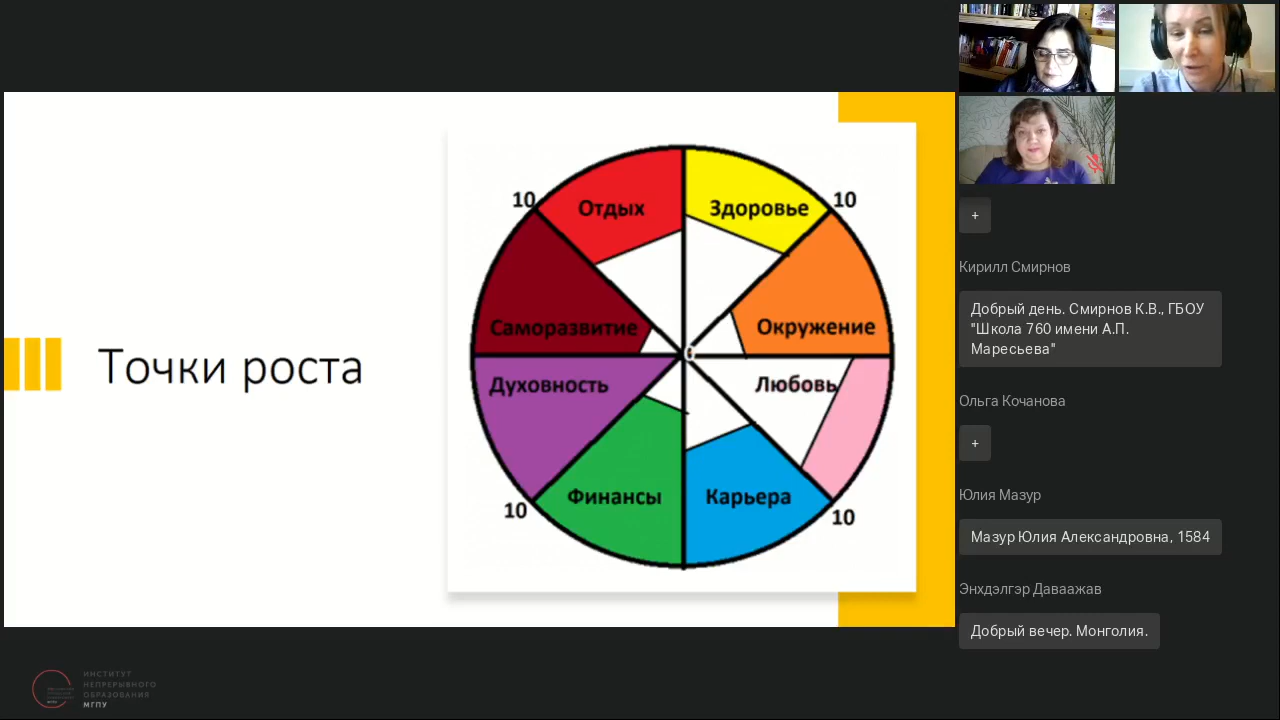 Точки роста
10
Отдых
Здоровье
10
Саморазвитие
Окружение
Духовность
Любовь
Финансы
Карьера
10
10
+
Кирилл Смирнов
Добрый день. Смирнов К.В., ГБОУ
"Школа 760 имени А.П.
Маресьева"
Ольга Кочанова
+
Юлия Мазур
Мазур Юлия Александровна, 1584
Энхдэлгэр Даваажав
Добрый вечер. Монголия.
ИНСТИТУТ
НЕПРЕРЫВНОГО
ОБРАЗОВАНИЯ
МГПУ